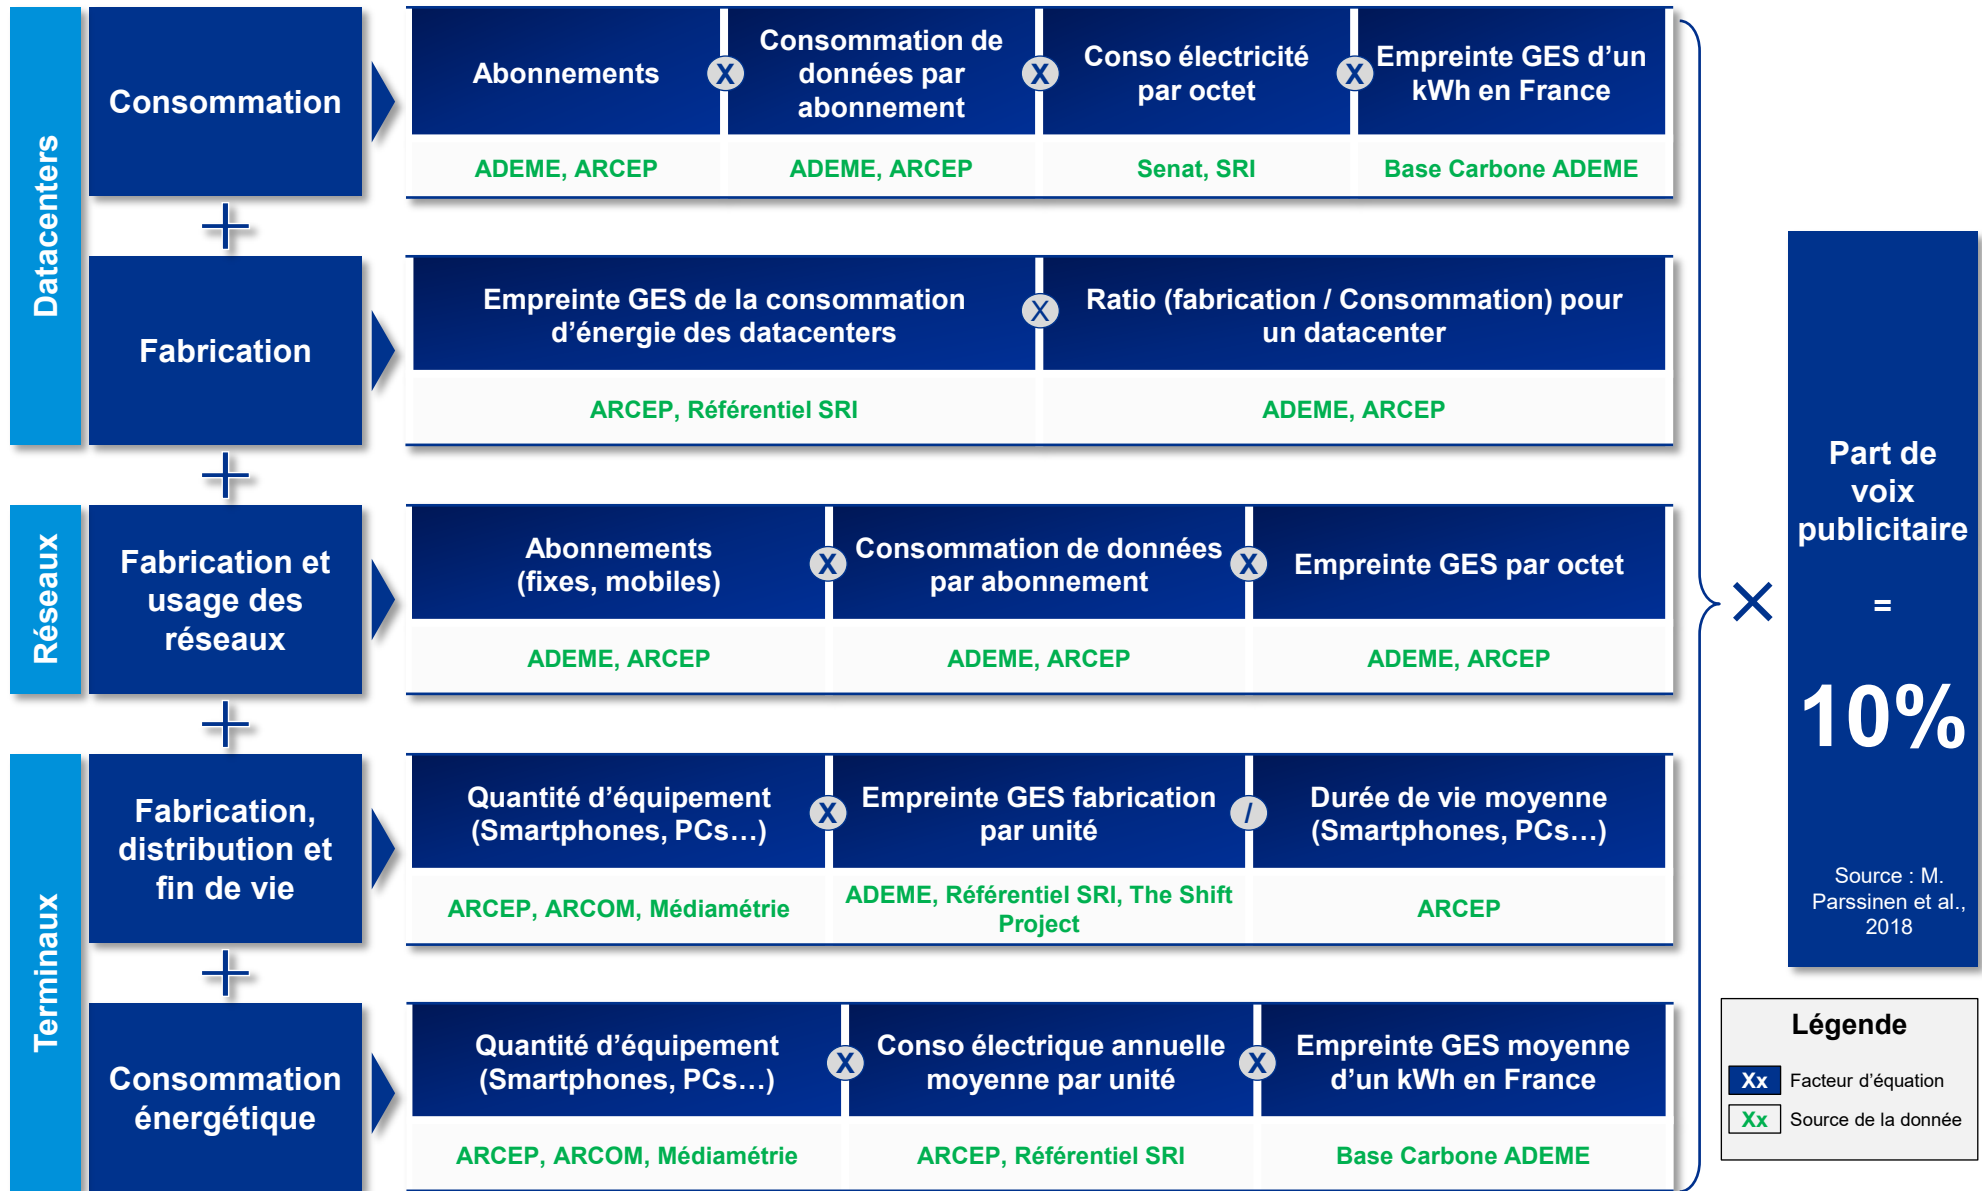 Datacenters
Consommation
Abonnements
X
Consommation de
données par
abonnement
X
Conso électricité
par octet
X
Empreinte GES d'un
kWh en France
ADEME, ARCEP
ADEME, ARCEP
Senat, SRI
Base Carbone ADEME
+
Fabrication
Empreinte GES de la consommation
d'énergie des datacenters
X
Ratio (fabrication / Consommation) pour
un datacenter
ARCEP, Référentiel SRI
ADEME, ARCEP
+
Réseaux
Fabrication et
usage des
réseaux
Abonnements
(fixes, mobiles)
X
Consommation de données
par abonnement
X
Empreinte GES par octet
ADEME, ARCEP
ADEME, ARCEP
ADEME, ARCEP
+
Terminaux
Fabrication,
distribution et
fin de vie
Quantité d'équipement
(Smartphones, PCs…)
X
Empreinte GES fabrication
par unité
/
Durée de vie moyenne
(Smartphones, PCs…)
ARCEP, ARCOM, Médiamétrie
ADEME, Référentiel SRI, The Shift
Project
ARCEP
+
Consommation
énergétique
Quantité d'équipement
(Smartphones, PCs…)
X
Conso électrique annuelle
moyenne par unité
X
Empreinte GES moyenne
d'un kWh en France
ARCEP, ARCOM, Médiamétrie
ARCEP, Référentiel SRI
Base Carbone ADEME
×
Part de
voix
publicitaire
=
10%
Source : M.
Parssinen et al.,
2018
Légende
Xx Facteur d'équation
Xx Source de la donnée